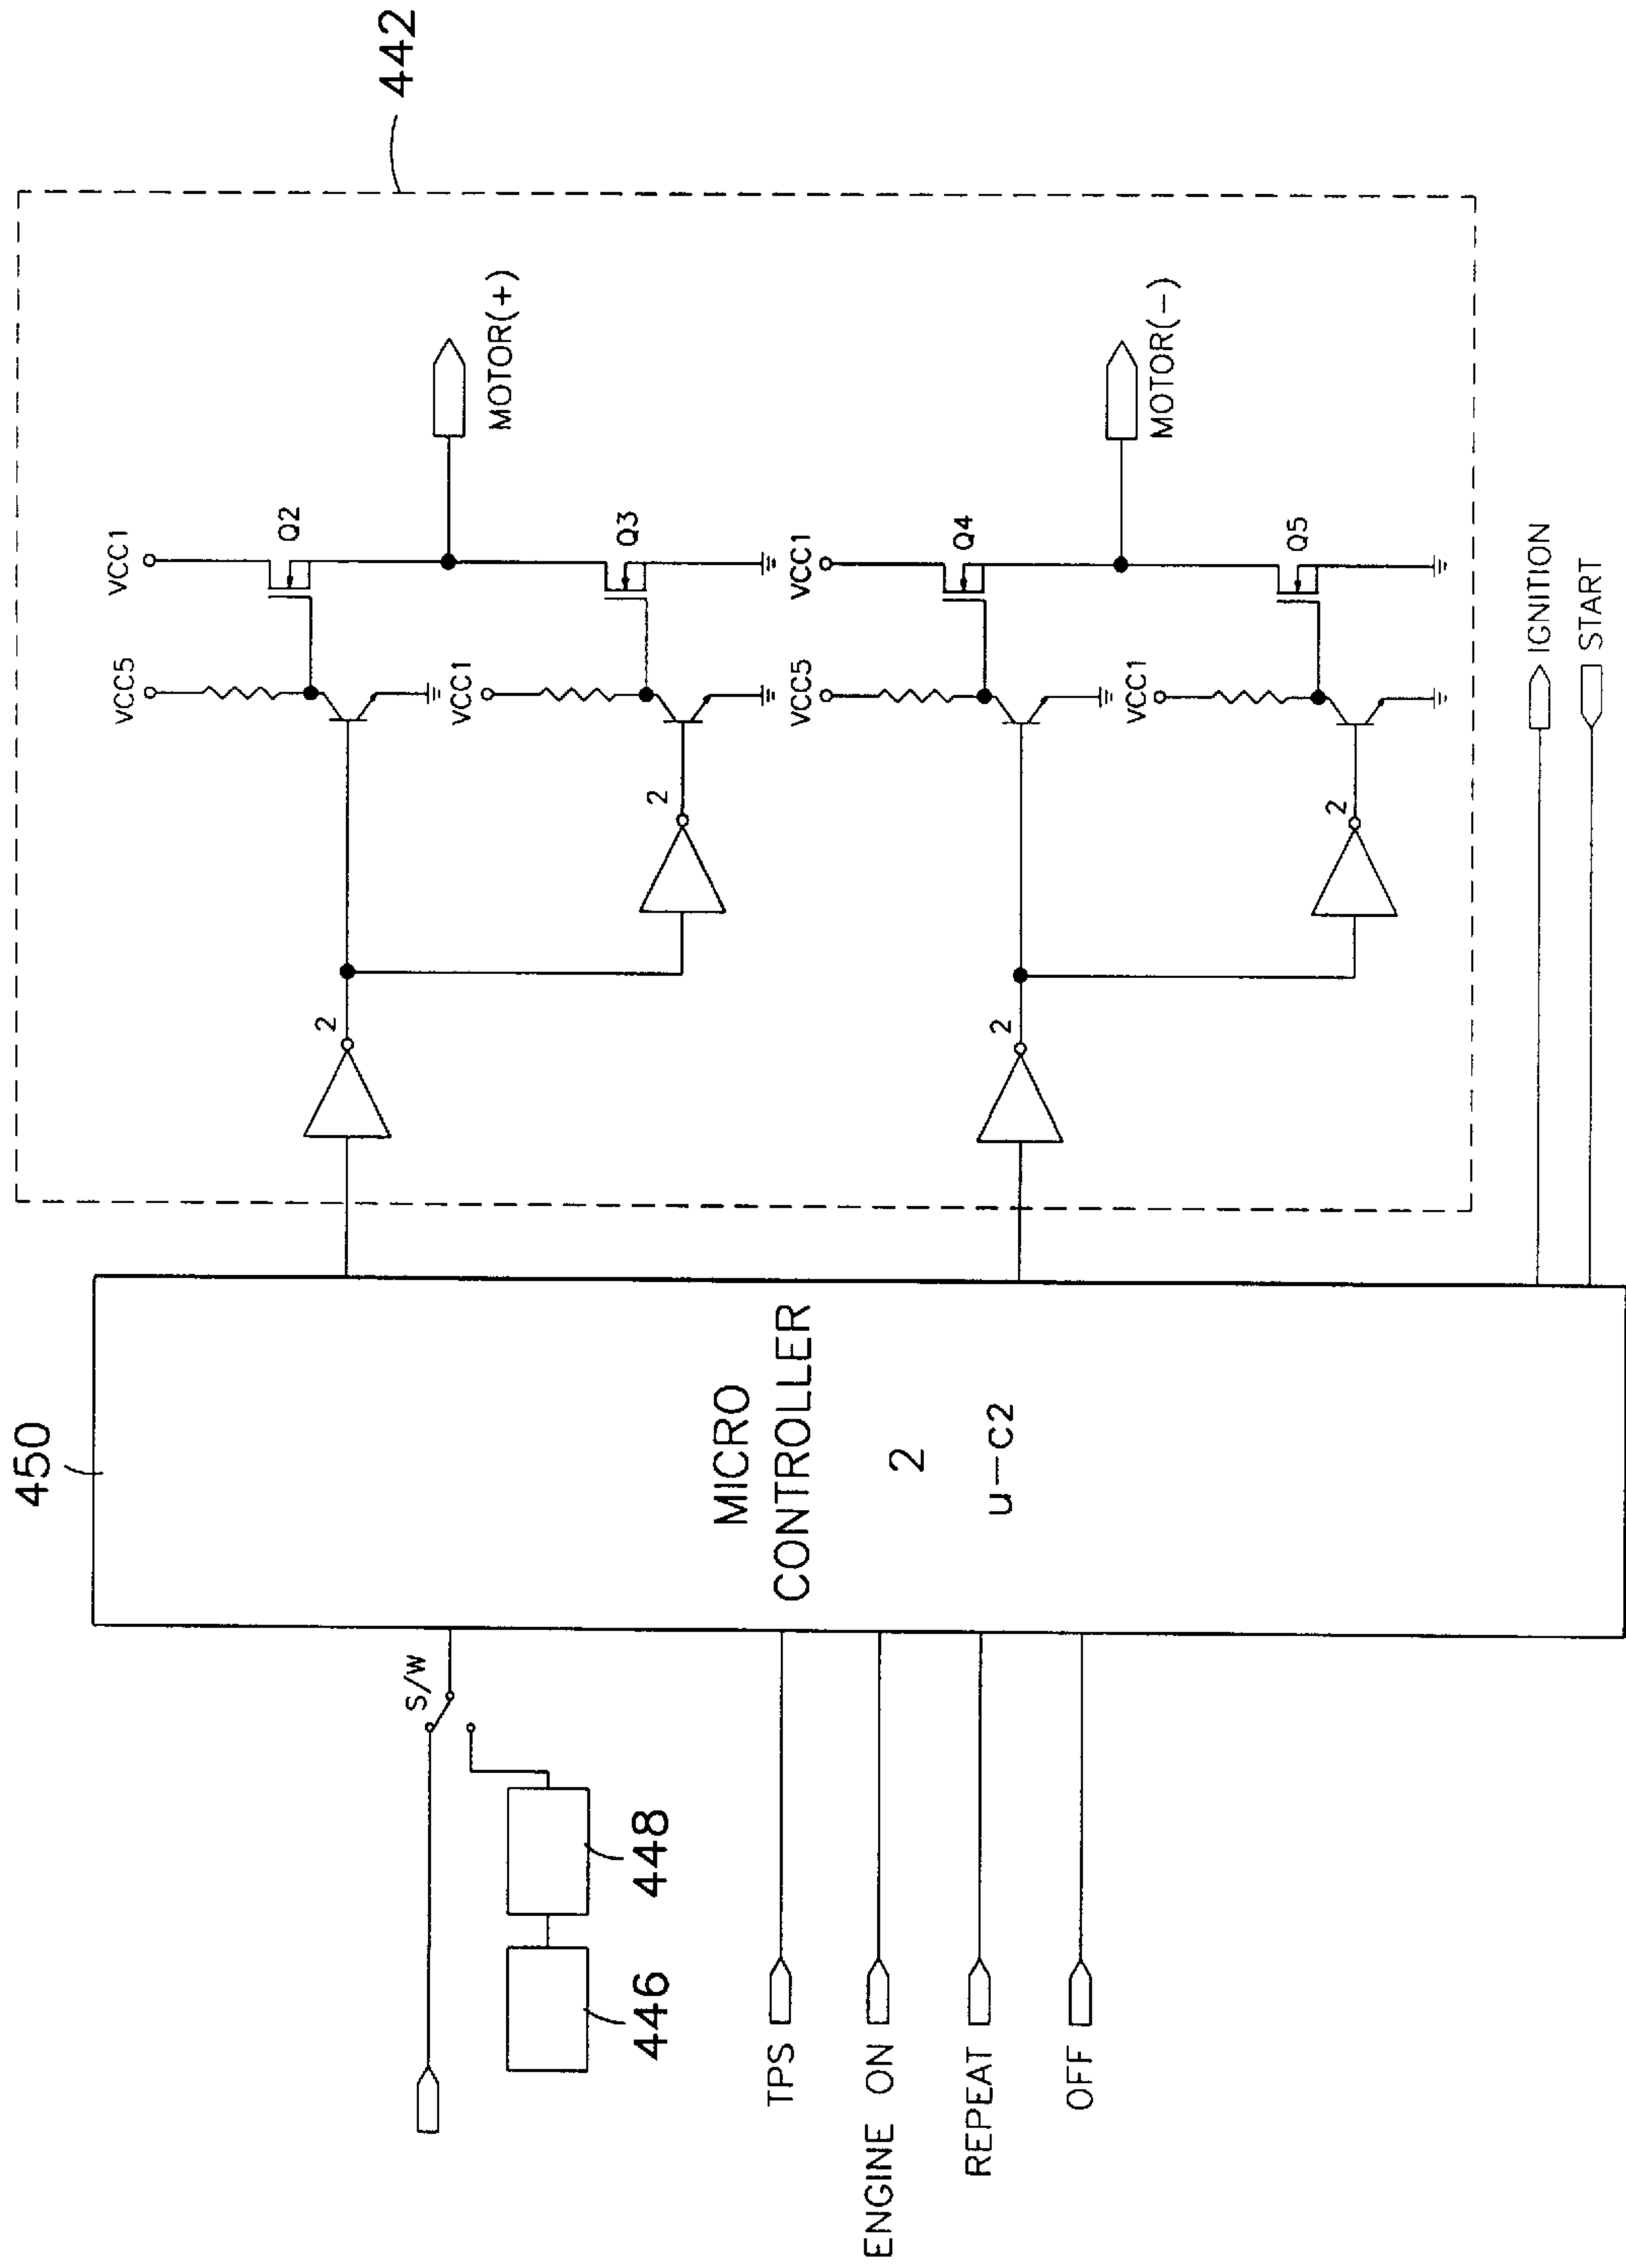 442
VCC1
Q2
VCC5
2
MOTOR(+)
Q3
VCC1
2
VCC1
Q4
VCC5
2
MOTOR(-)
Q5
VCC1
2
IGNITION
START
450
MICRO
CONTROLLER
2
u-c2
S/W
448
446
TPS
ENGINE ON
REPEAT
OFF